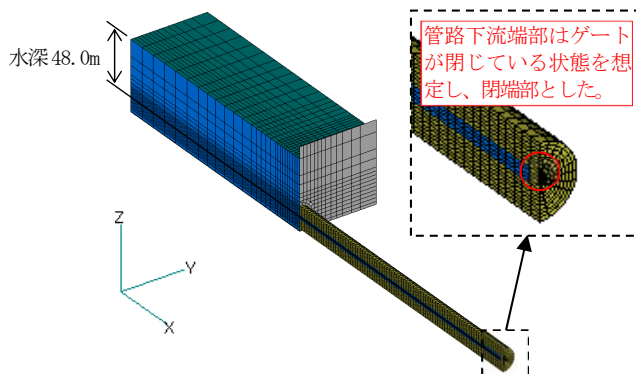 水深48.0m
管路下流端部はゲート
が閉じている状態を想
定し、閉端部とした。
Z
Y
X